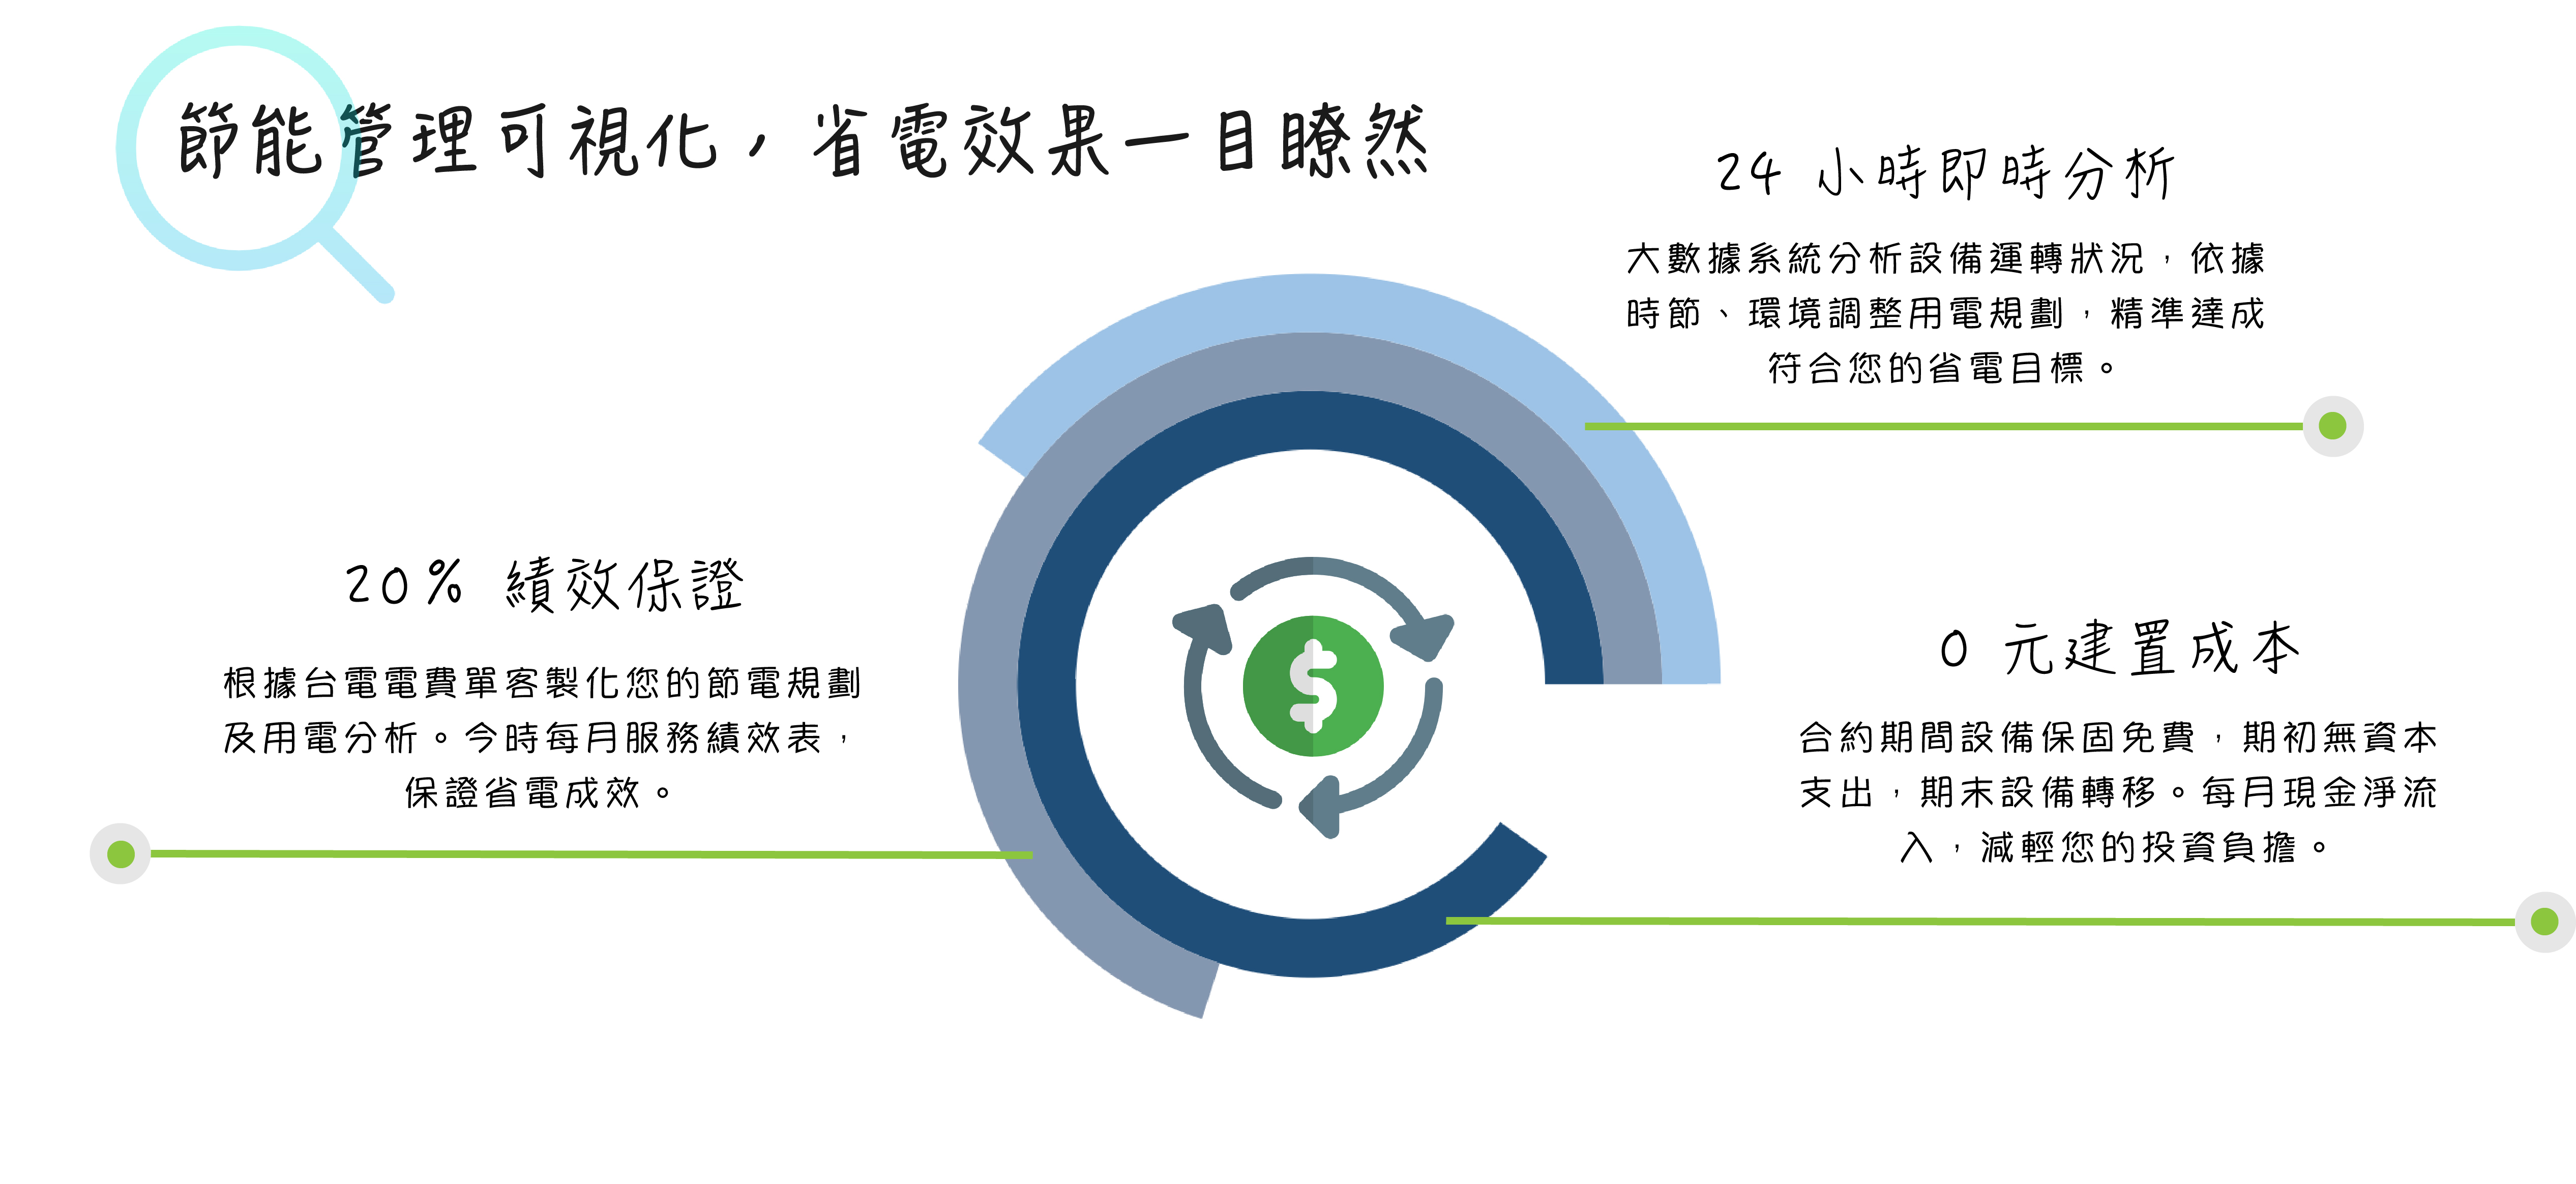 節能管理可視化，省電效果一目瞭然
24 小時即時分析
大數據系統分析設備運轉狀況，依據
時節、環境調整用電規劃，精準達成
符合您的省電目標。
20% 績效保證
根據台電電費單客製化您的節電規劃
及用電分析。今時每月服務績效表，
保證省電成效。
0 元建置成本
合約期間設備保固免費，期初無資本
支出，期末設備轉移。每月現金淨流
入，減輕您的投資負擔。